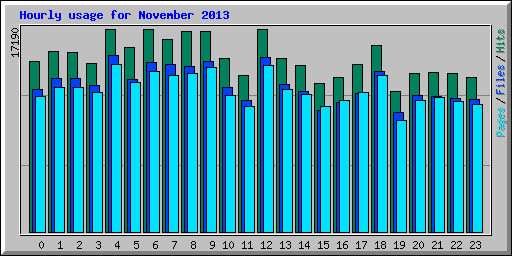 Hourly usage for November 2013
17190
Pages/Files/Hits
0 1 2 3 4 5 6 7 8 9 10 11 12 13 14 15 16 17 18 19 20 21 22 23